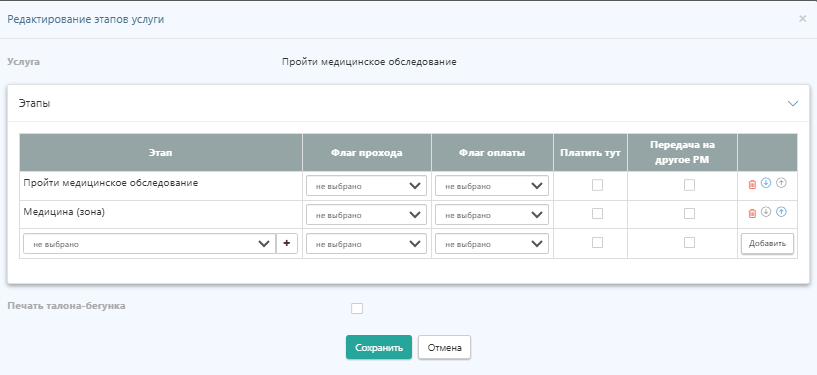 Редактирование этапов услуги
×
Услуга Пройти медицинское обследование
Этапы
Этап Флаг прохода Флаг оплаты Платить тут Передача на другое РМ
Пройти медицинское обследование не выбрано не выбрано
Медицина (зона) не выбрано не выбрано
не выбрано + не выбрано не выбрано Добавить
Печать талона-бегунка
Сохранить Отмена